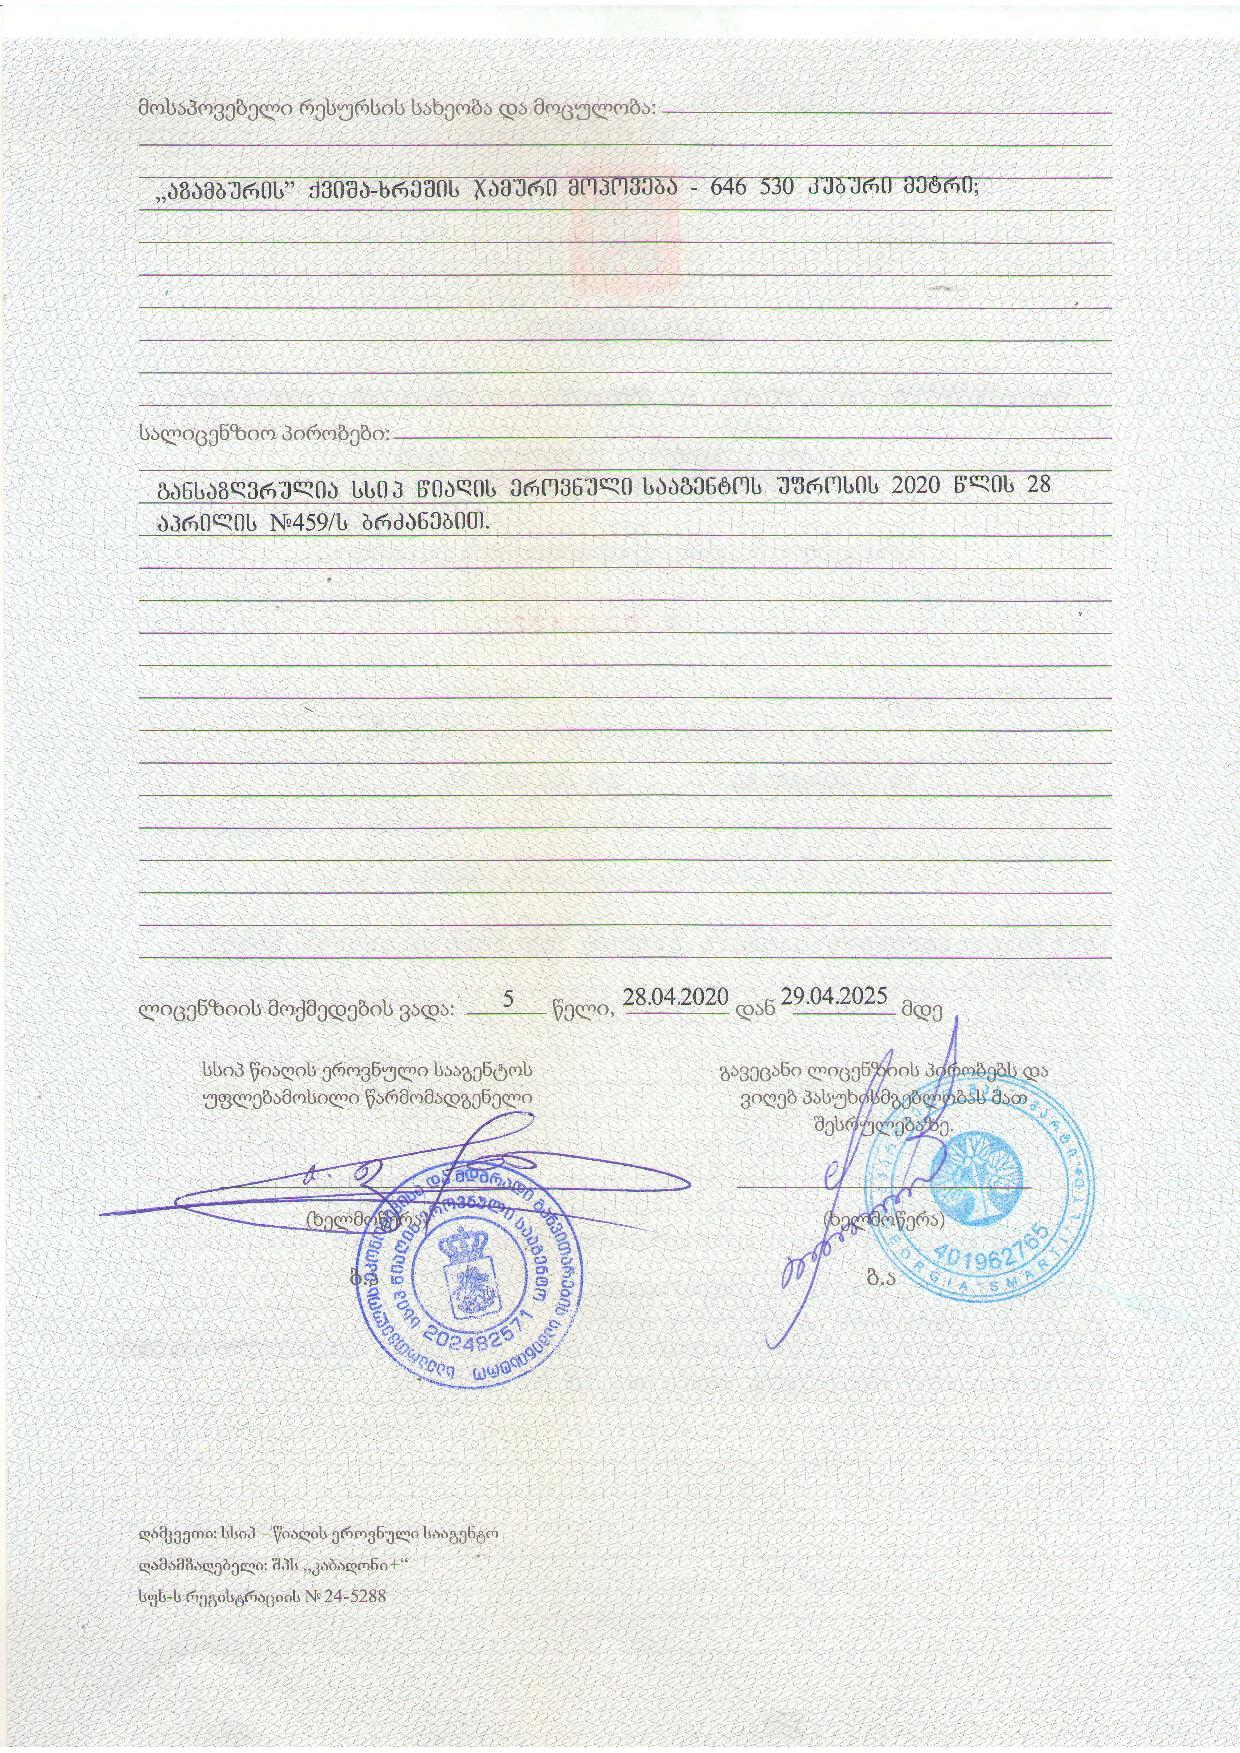 მოსაპოვებელი რესურსის სახეობა და მოცულობა:
„აზამბურის” ქვიშა-ხრეშის ჯამური მოპოვება - 646 530 კუბური მეტრი;
სალიცენზიო პირობები:
განსაზღვრულია სსიპ წიაღის ეროვნული სააგენტოს უფროსის 2020 წლის 28
აპრილის №459/ს ბრძანებით.
ლიცენზიის მოქმედების ვადა: 5 წელი, 28.04.2020 დან 29.04.2025 მდე
სსიპ წიაღის ეროვნული სააგენტოს
უფლებამოსილი წარმომადგენელი
(ხელმოწერა)
ბ.ა
202482571
გავეცანი ლიცენზიის პირობებს და
ვიღებ პასუხისმგებლობას მათ
შესრულებაზე.
(ხელმოწერა)
ბ.ა
401962765
დამკვეთი: სსიპ – წიაღის ეროვნული სააგენტო
დამამზადებელი: შპს „კაბადონი+“
სფს-ს რეგისტრაციის № 24-5288